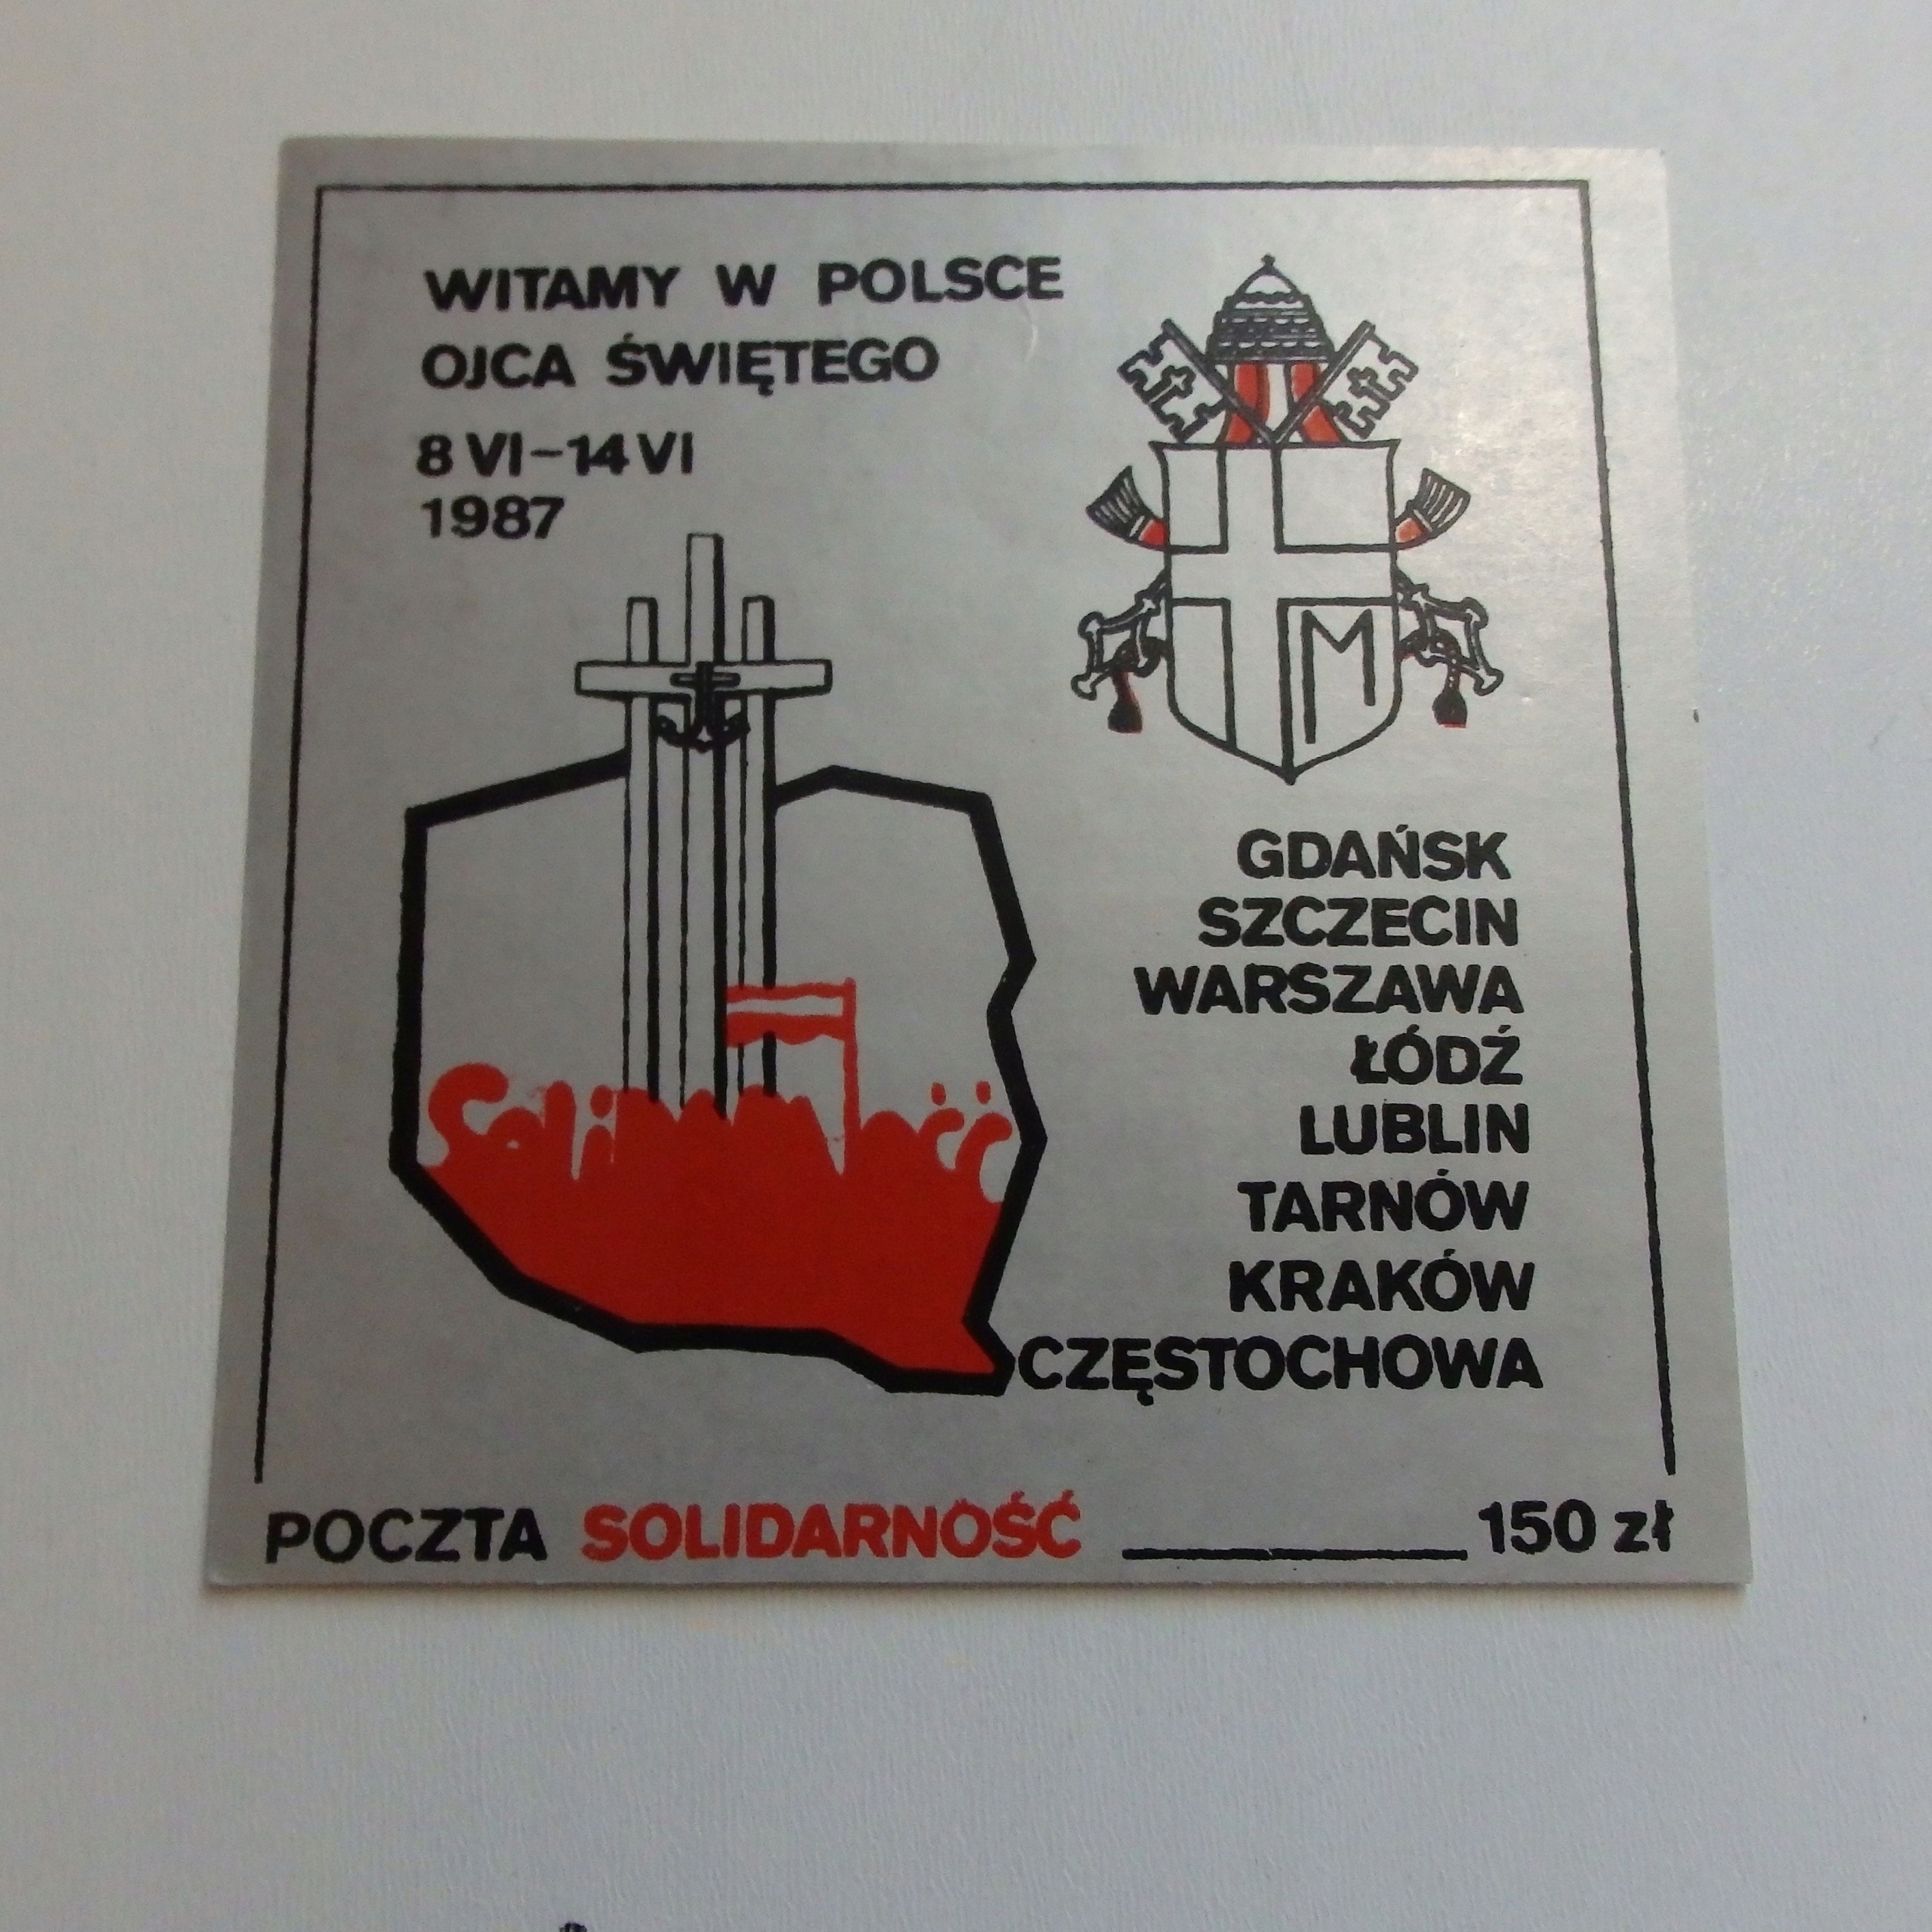 WITAMY W POLSCE
OJCA ŚWIĘTEGO
8 VI–14 VI
1987
M
Solidarność
GDAŃSK
SZCZECIN
WARSZAWA
ŁÓDŹ
LUBLIN
TARNÓW
KRAKÓW
CZĘSTOCHOWA
POCZTA SOLIDARNOŚĆ 150 zł